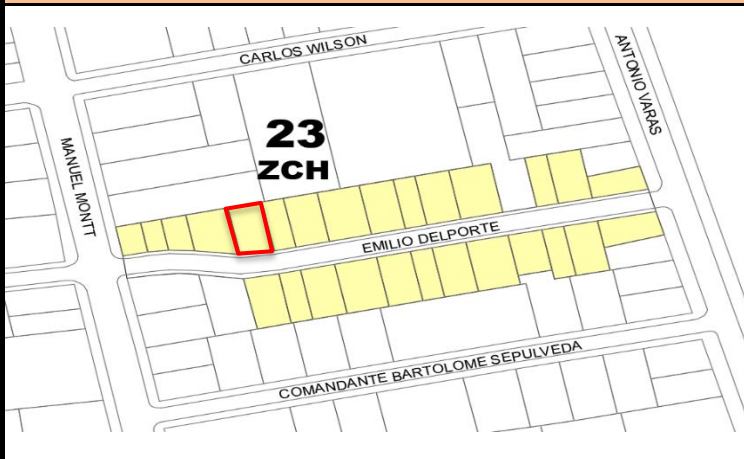 CARLOS WILSON
ANTONIO VARAS
MANUEL MONTT
23
ZCH
EMILIO DELPORTE
COMANDANTE BARTOLOME SEPULVEDA